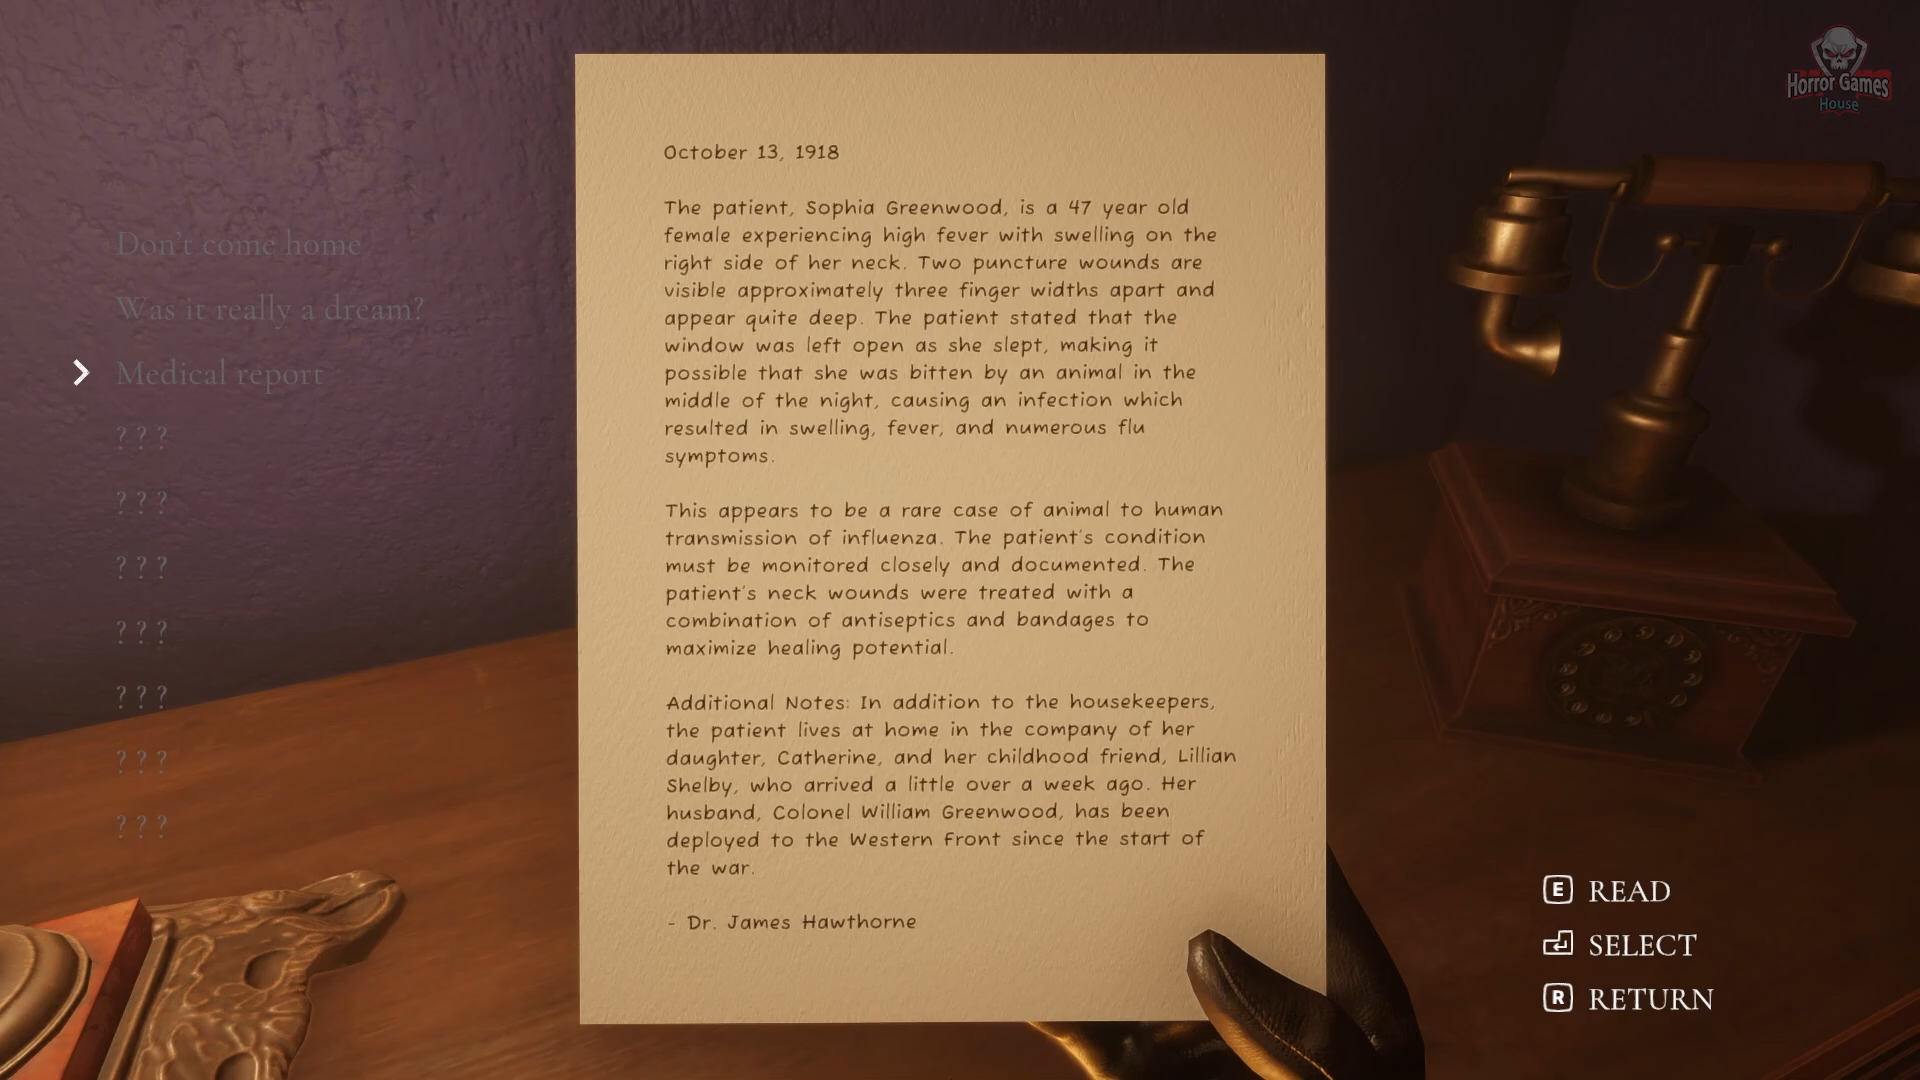 Horror Games
House
Don't come home
Was it really a dream?
Medical report
? ? ?
? ? ?
? ? ?
? ? ?
? ? ?
? ? ?
? ? ?
October 13, 1918
The patient, Sophia Greenwood, is a 47 year old
female experiencing high fever with swelling on the
right side of her neck. Two puncture wounds are
visible approximately three finger widths apart and
appear quite deep. The patient stated that the
window was left open as she slept, making it
possible that she was bitten by an animal in the
middle of the night, causing an infection which
resulted in swelling, fever, and numerous flu
symptoms.
This appears to be a rare case of animal to human
transmission of influenza. The patient's condition
must be monitored closely and documented. The
patient's neck wounds were treated with a
combination of antiseptics and bandages to
maximize healing potential.
Additional Notes: In addition to the housekeepers,
the patient lives at home in the company of her
daughter, Catherine, and her childhood friend, Lillian
Shelby, who arrived a little over a week ago. Her
husband, Colonel William Greenwood, has been
deployed to the Western Front since the start of
the war.
- Dr. James Hawthorne
E READ
SELECT
R RETURN